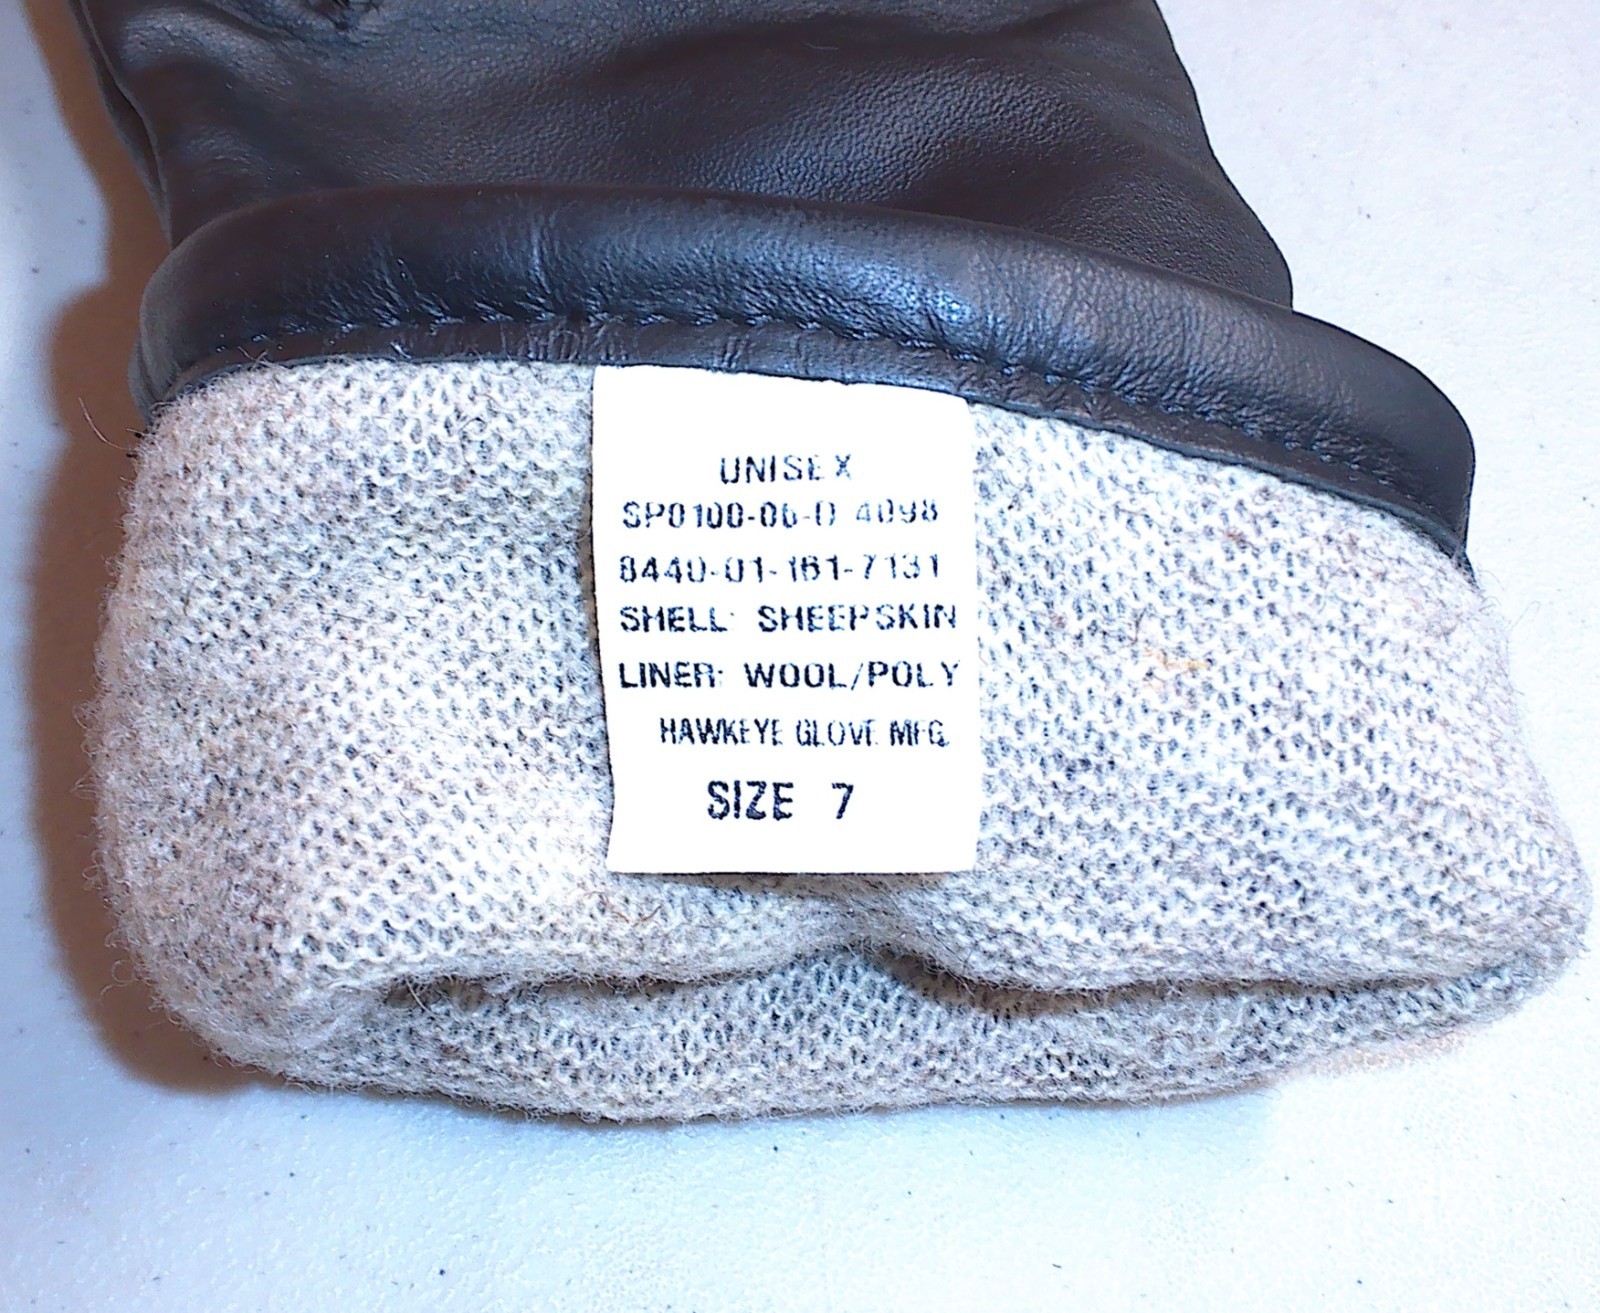 UNISEX
SP0100-06-D 4098
8440-01-161-7131
SHELL: SHEEPSKIN
LINER: WOOL/POLY
HAWKEYE GLOVE MFG.
SIZE 7